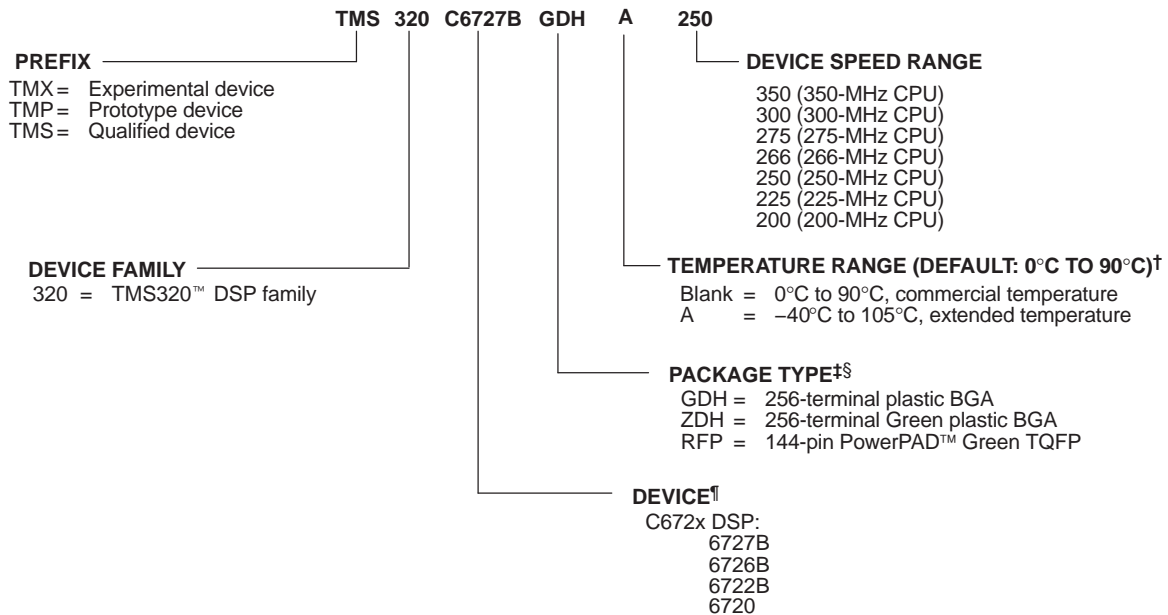 TMS 320 C6727B GDH A 250
PREFIX
TMX = Experimental device
TMP = Prototype device
TMS = Qualified device
DEVICE SPEED RANGE
350 (350-MHz CPU)
300 (300-MHz CPU)
275 (275-MHz CPU)
266 (266-MHz CPU)
250 (250-MHz CPU)
225 (225-MHz CPU)
200 (200-MHz CPU)
DEVICE FAMILY
320 = TMS320™ DSP family
TEMPERATURE RANGE (DEFAULT: 0°C TO 90°C)†
Blank = 0°C to 90°C, commercial temperature
A = –40°C to 105°C, extended temperature
PACKAGE TYPE‡§
GDH = 256-terminal plastic BGA
ZDH = 256-terminal Green plastic BGA
RFP = 144-pin PowerPAD™ Green TQFP
DEVICE¶
C672x DSP:
6727B
6726B
6722B
6720